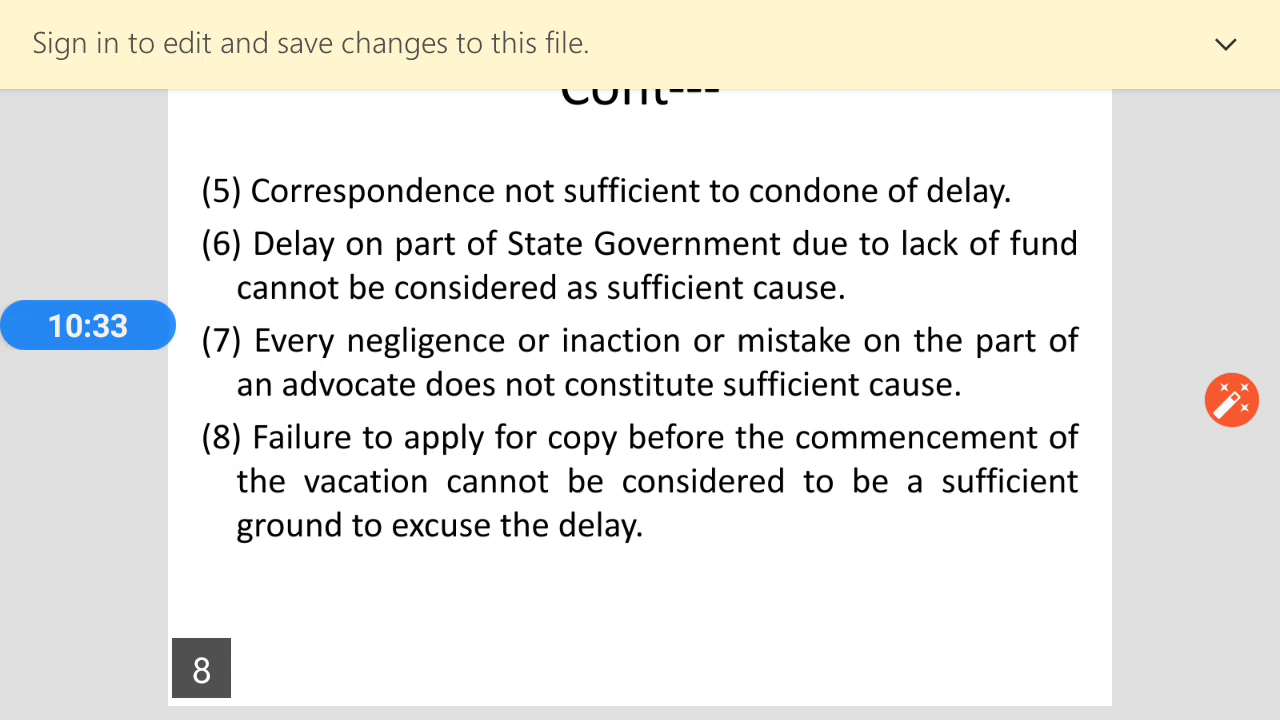 Sign in to edit and save changes to this file.
Cont---
(5) Correspondence not sufficient to condone of delay.
(6) Delay on part of State Government due to lack of fund
cannot be considered as sufficient cause.
10:33
(7) Every negligence or inaction or mistake on the part of
an advocate does not constitute sufficient cause.
(8) Failure to apply for copy before the commencement of
the vacation cannot be considered to be a sufficient
ground to excuse the delay.
8